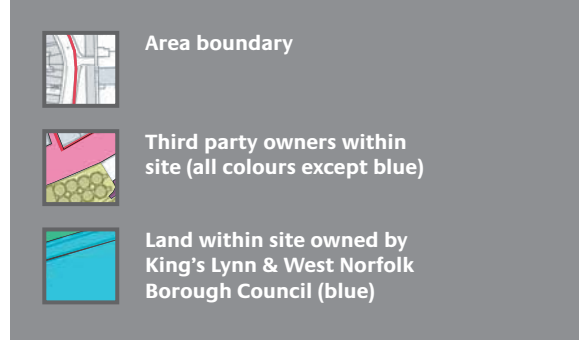 Area boundary
Third party owners within
site (all colours except blue)
Land within site owned by
King's Lynn & West Norfolk
Borough Council (blue)